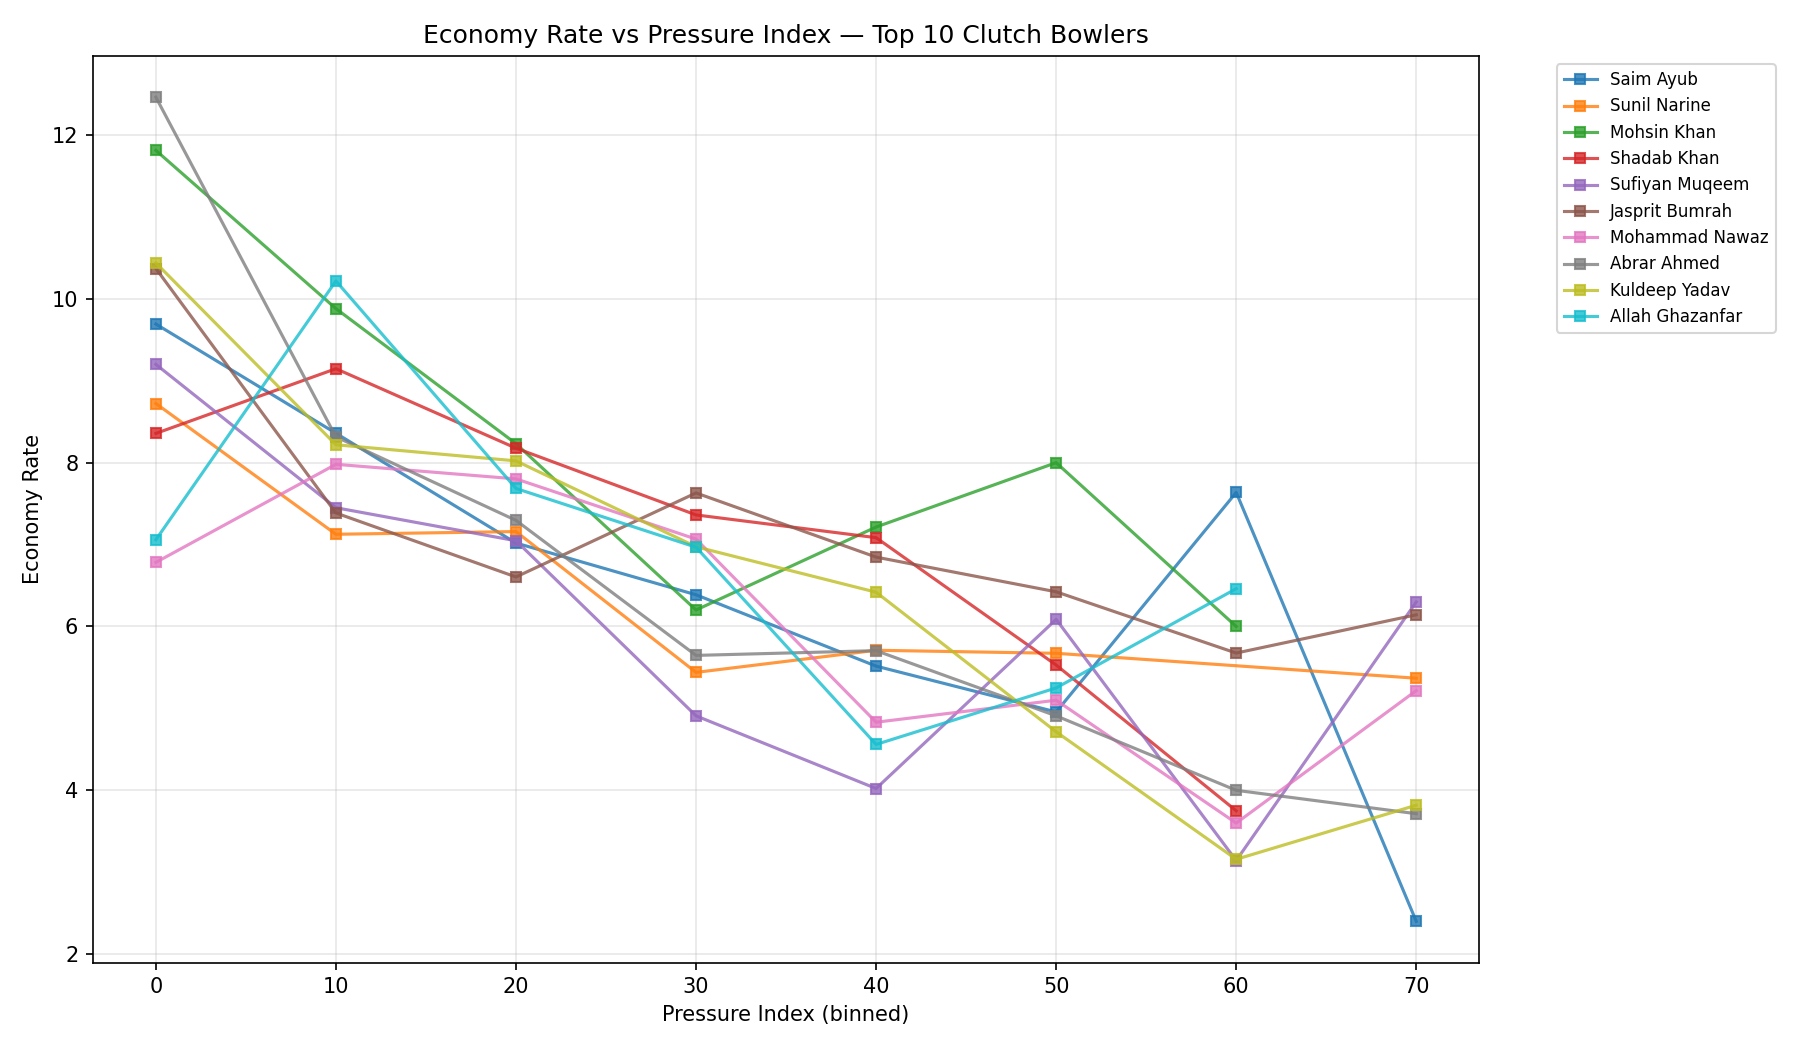 Economy Rate vs Pressure Index — Top 10 Clutch Bowlers
Economy Rate
12
10
8
6
4
2
0 10 20 30 40 50 60 70
Pressure Index (binned)
Saim Ayub
Sunil Narine
Mohsin Khan
Shadab Khan
Sufiyan Muqeem
Jasprit Bumrah
Mohammad Nawaz
Abrar Ahmed
Kuldeep Yadav
Allah Ghazanfar